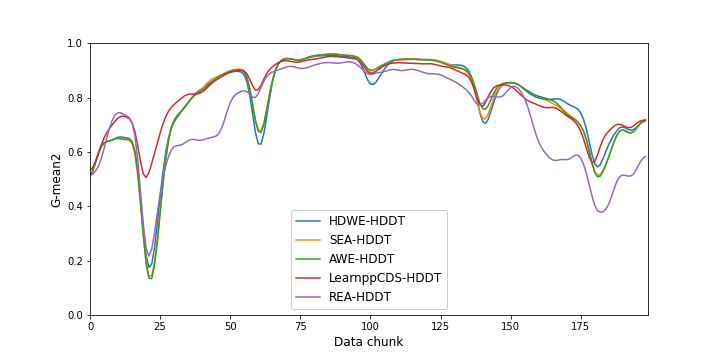 1.0
0.8
0.6
0.4
0.2
0.0
G-mean2
0 25 50 75 100 125 150 175
Data chunk
HDWE-HDDT
SEA-HDDT
AWE-HDDT
LearnppCDS-HDDT
REA-HDDT